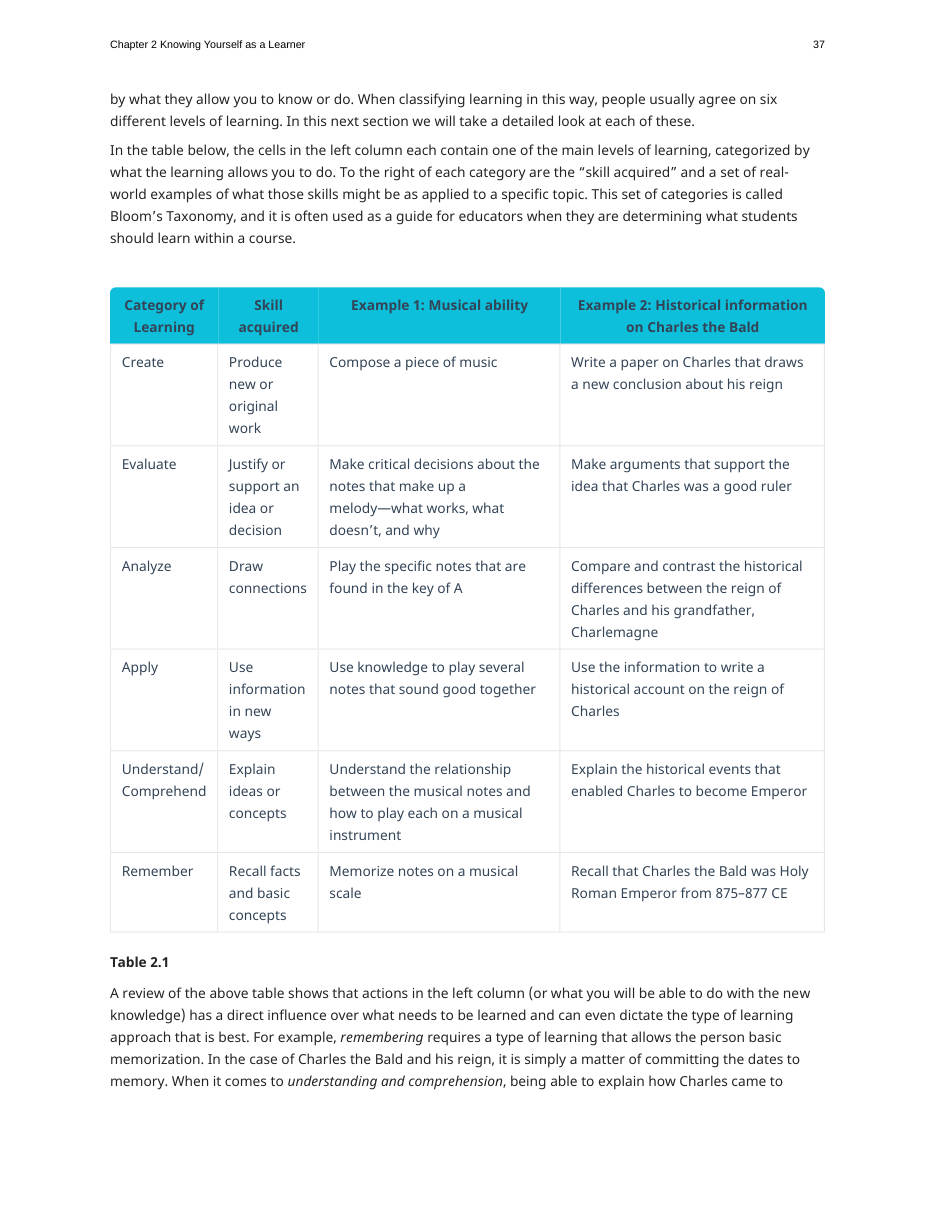 Chapter 2 Knowing Yourself as a Learner 37
by what they allow you to know or do. When classifying learning in this way, people usually agree on six
different levels of learning. In this next section we will take a detailed look at each of these.
In the table below, the cells in the left column each contain one of the main levels of learning, categorized by
what the learning allows you to do. To the right of each category are the “skill acquired” and a set of real-
world examples of what those skills might be as applied to a specific topic. This set of categories is called
Bloom’s Taxonomy, and it is often used as a guide for educators when they are determining what students
should learn within a course.
Category of
Learning
Skill
acquired
Example 1: Musical ability
Example 2: Historical information
on Charles the Bald
Create
Produce
new or
original
work
Compose a piece of music
Write a paper on Charles that draws
a new conclusion about his reign
Evaluate
Justify or
support an
idea or
decision
Make critical decisions about the
notes that make up a
melody—what works, what
doesn’t, and why
Make arguments that support the
idea that Charles was a good ruler
Analyze
Draw
connections
Play the specific notes that are
found in the key of A
Compare and contrast the historical
differences between the reign of
Charles and his grandfather,
Charlemagne
Apply
Use
information
in new
ways
Use knowledge to play several
notes that sound good together
Use the information to write a
historical account on the reign of
Charles
Understand/
Comprehend
Explain
ideas or
concepts
Understand the relationship
between the musical notes and
how to play each on a musical
instrument
Explain the historical events that
enabled Charles to become Emperor
Remember
Recall facts
and basic
concepts
Memorize notes on a musical
scale
Recall that Charles the Bald was Holy
Roman Emperor from 875–877 CE
Table 2.1
A review of the above table shows that actions in the left column (or what you will be able to do with the new
knowledge) has a direct influence over what needs to be learned and can even dictate the type of learning
approach that is best. For example, remembering requires a type of learning that allows the person basic
memorization. In the case of Charles the Bald and his reign, it is simply a matter of committing the dates to
memory. When it comes to understanding and comprehension, being able to explain how Charles came to